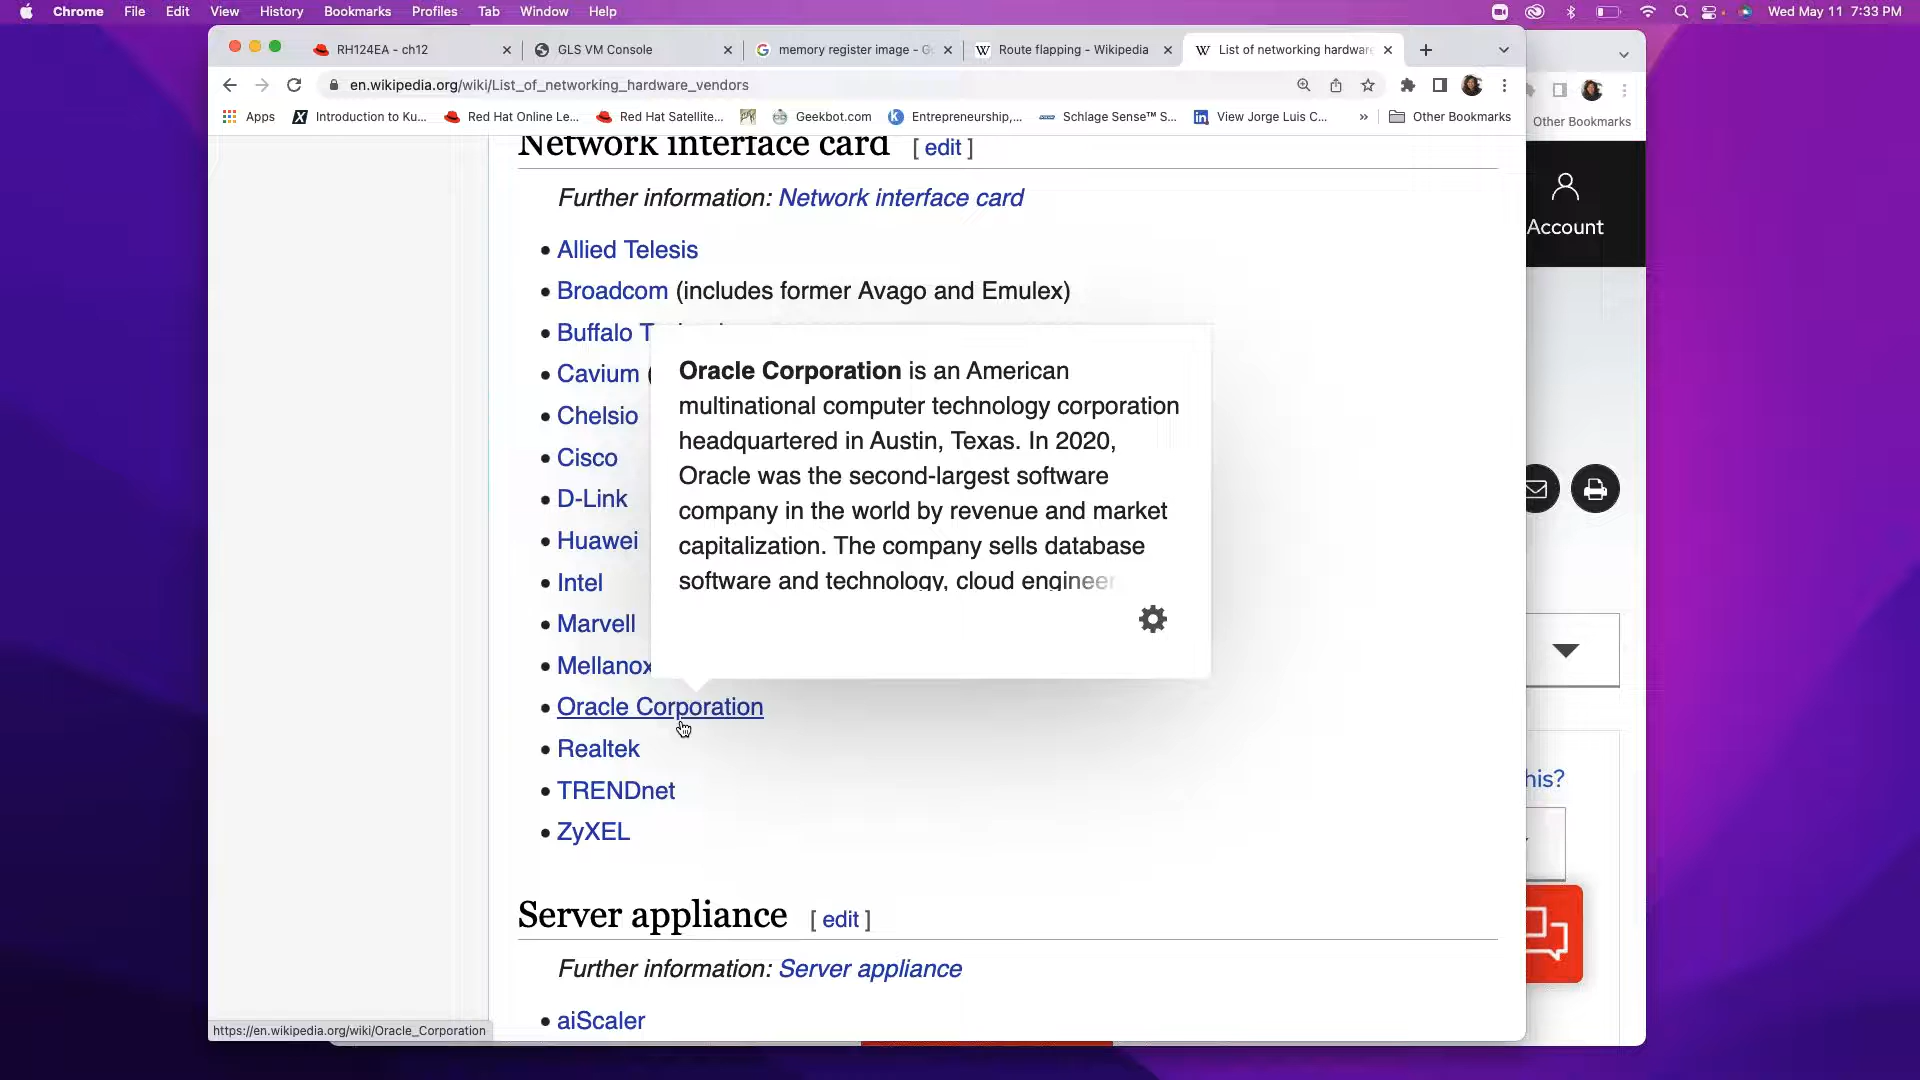 Chrome File Edit View History Bookmarks Profiles Tab Window Help Wed May 11 7:33 PM
RH124EA - ch12
GLS VM Console
memory register image - G
Route flapping - Wikipedia
List of networking hardware
en.wikipedia.org/wiki/List_of_networking_hardware_vendors
Apps Introduction to Ku... Red Hat Online Le... Red Hat Satellite... Geekbot.com Entrepreneurship,... Schlage Sense™ S... View Jorge Luis C... » Other Bookmarks
Other Bookmarks
Network interface card [ edit ]
Further information: Network interface card
Account
• Allied Telesis
• Broadcom (includes former Avago and Emulex)
• Buffalo
• Cavium (
• Chelsio
• Cisco
• D-Link
• Huawei
• Intel
• Marvell
• Mellanox
Oracle Corporation is an American
multinational computer technology corporation
headquartered in Austin, Texas. In 2020,
Oracle was the second-largest software
company in the world by revenue and market
capitalization. The company sells database
software and technology, cloud engineer
• Oracle Corporation
• Realtek
• TRENDnet
• ZyXEL
his?
Server appliance [ edit ]
Further information: Server appliance
• aiScaler
https://en.wikipedia.org/wiki/Oracle_Corporation